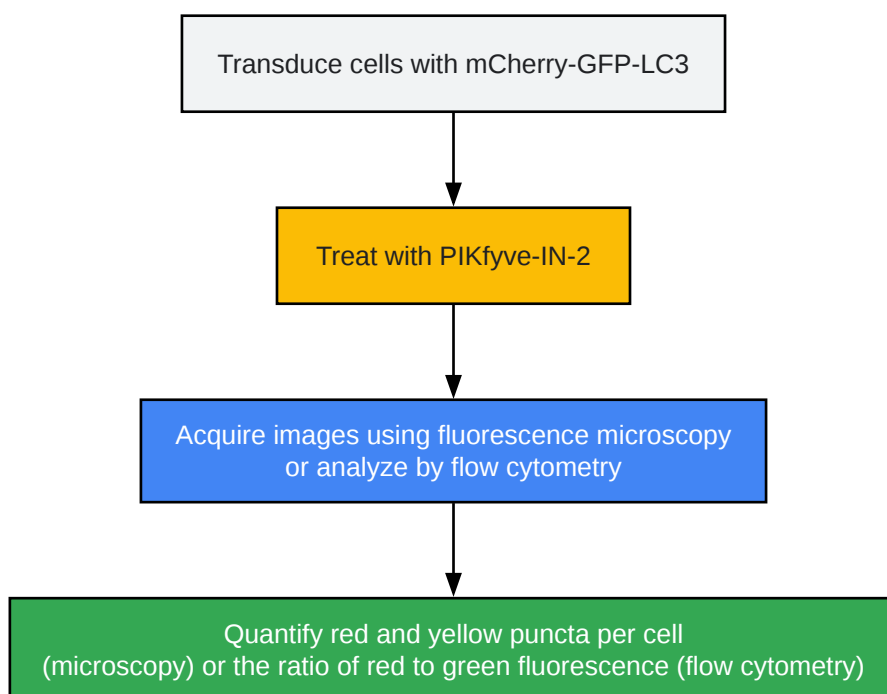 Transduce cells with mCherry-GFP-LC3
Treat with PIKfyve-IN-2
Acquire images using fluorescence microscopy
or analyze by flow cytometry
Quantify red and yellow puncta per cell
(microscopy) or the ratio of red to green fluorescence (flow cytometry)